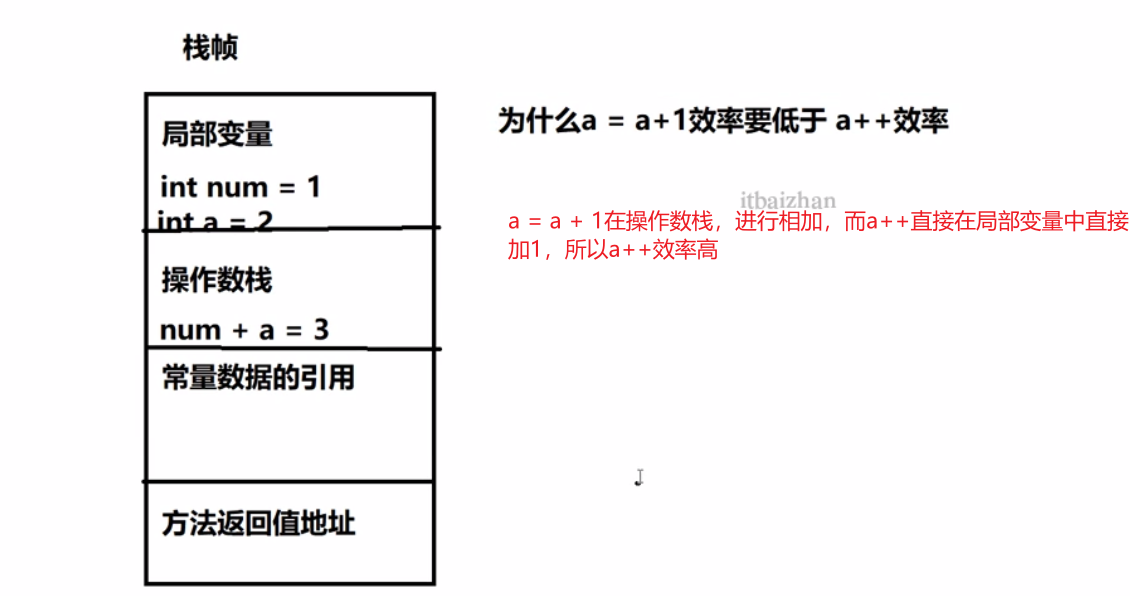 栈帧
局部变量
int num = 1
int a = 2
操作数栈
num + a = 3
常量数据的引用
方法返回值地址
为什么a = a+1效率要低于 a++效率
itbaizhan
a = a + 1在操作数栈，进行相加，而a++直接在局部变量中直接
加1，所以a++效率高